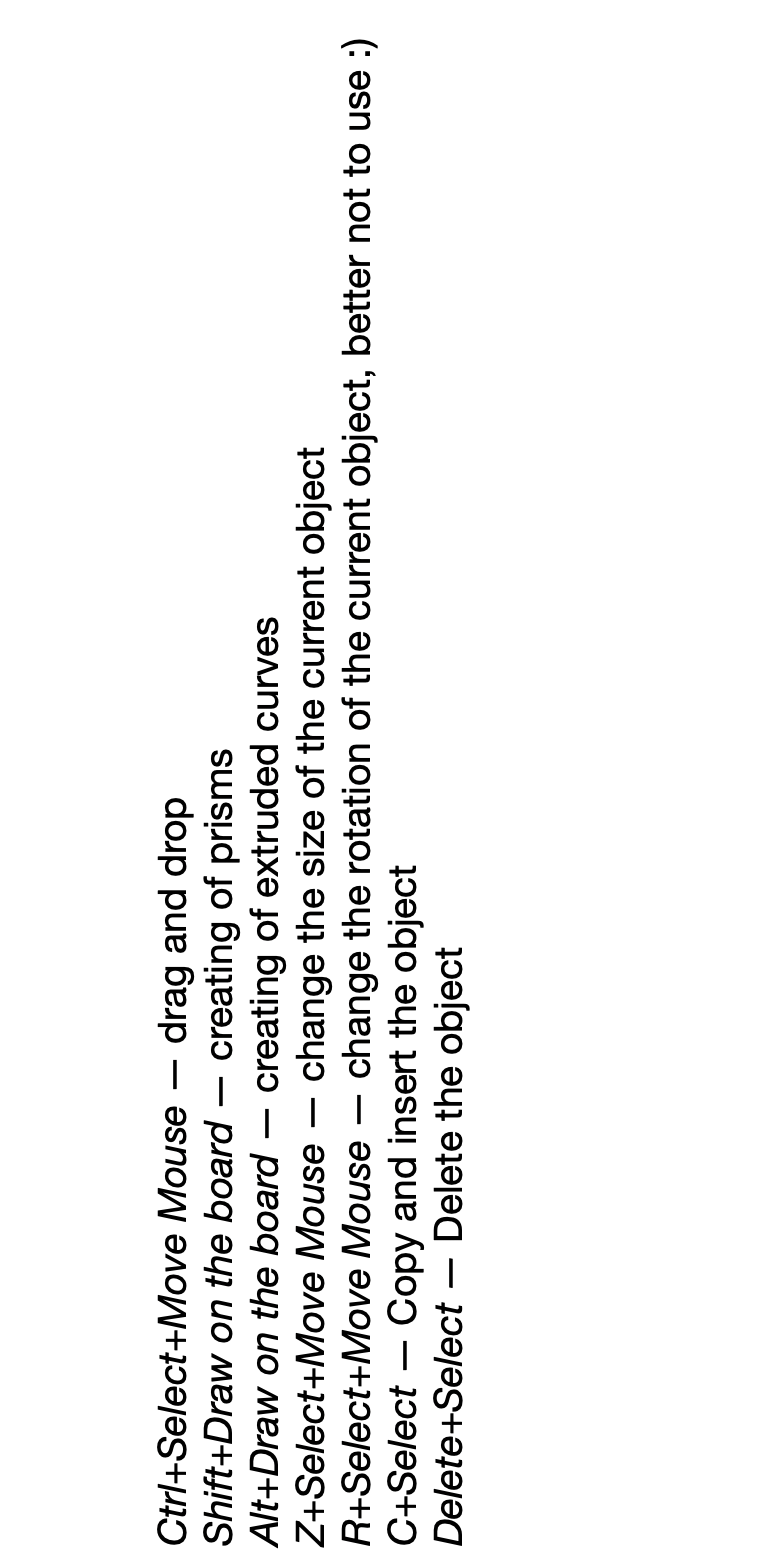 Ctrl+Select+Move Mouse — drag and drop
Shift+Draw on the board — creating of prisms
Alt+Draw on the board — creating of extruded curves
Z+Select+Move Mouse — change the size of the current object
R+Select+Move Mouse — change the rotation of the current object, better not to use :)
C+Select — Copy and insert the object
Delete+Select — Delete the object